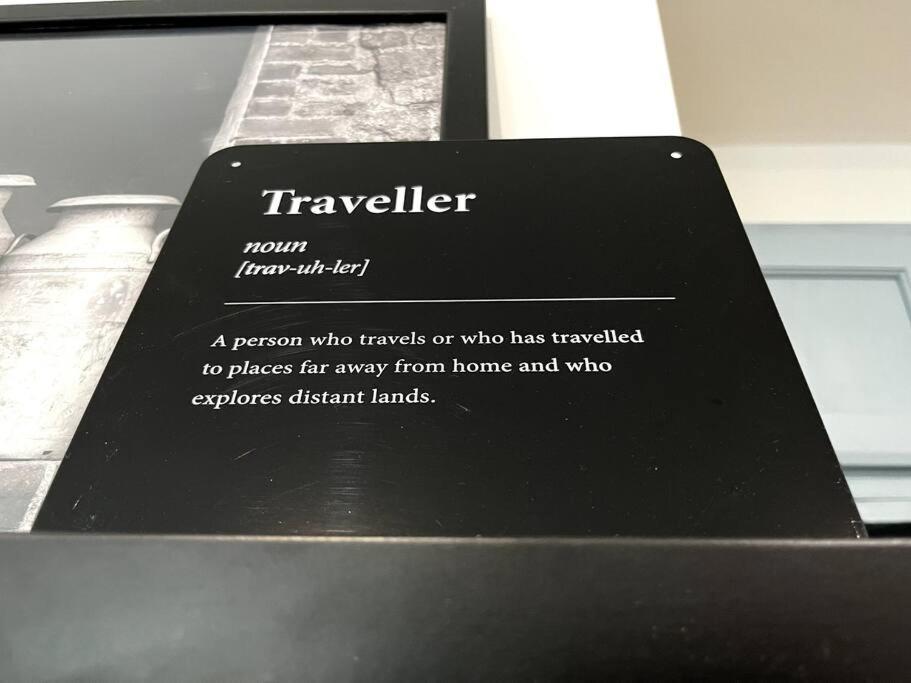 Traveller
noun
[trav-uh-ler]
A person who travels or who has travelled
to places far away from home and who
explores distant lands.